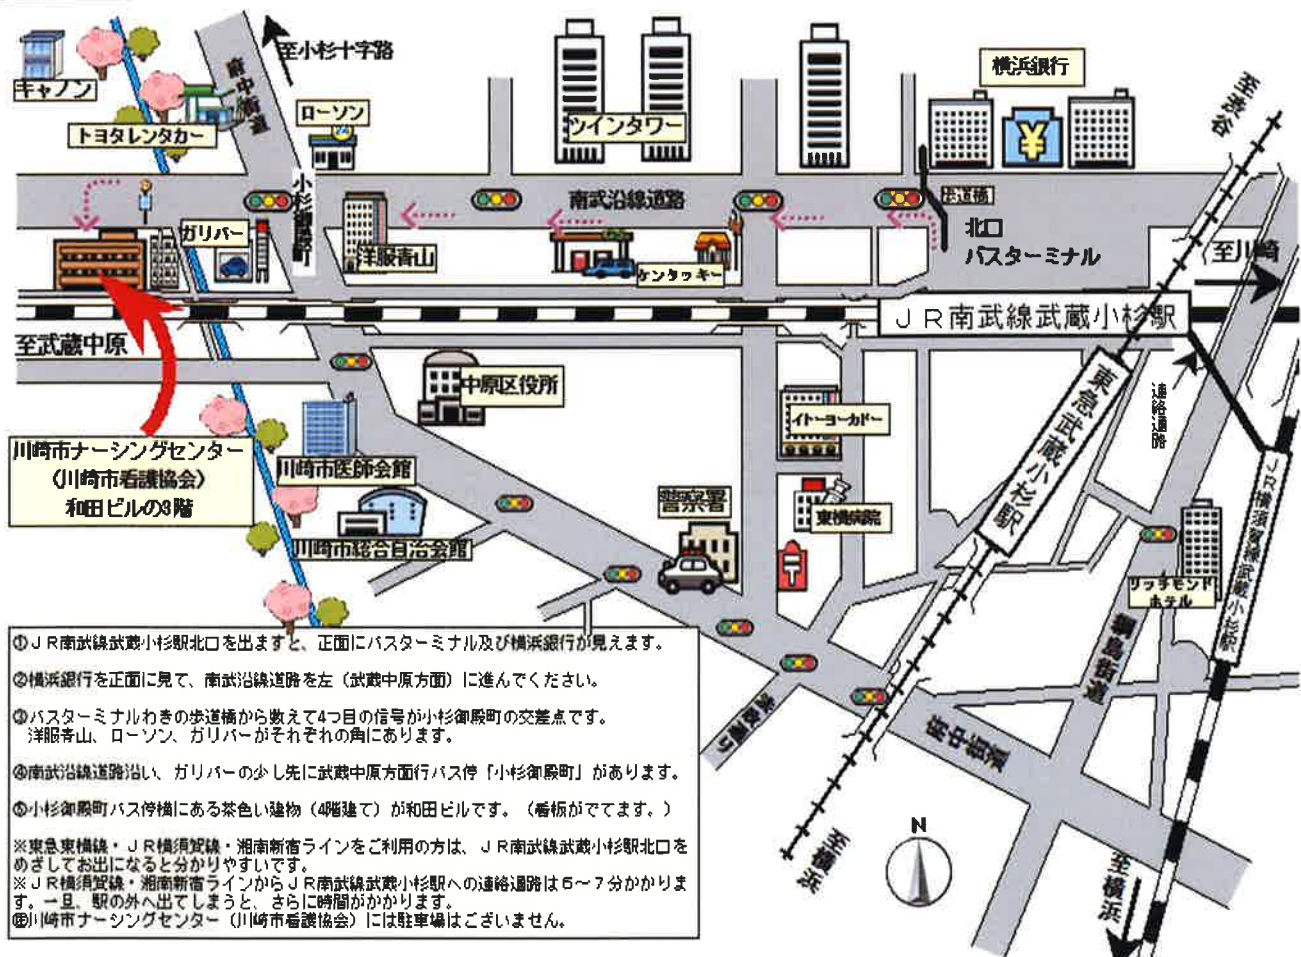 至小杉十字路
キャノン
府中街道
横浜銀行
至渋谷
トヨタレンタカー
ローソン
24
ツインタワー
¥
小杉御殿町
南武沿線道路
歩道橋
北口
バスターミナル
ガリバー
洋服青山
ケンタッキー
至川崎
JR南武線武蔵小杉駅
至武蔵中原
中原区役所
イトーヨーカドー
東急武蔵小杉駅
連絡通路
川崎市ナーシングセンター
(川崎市看護協会)
和田ビルの3階
川崎市医師会館
警察署
東横病院
川崎市総合自治会館
JR横須賀線武蔵小杉駅
リッチモンド
ホテル
綱島街道
府中街道
N
至横浜
至横浜
①JR南武線武蔵小杉駅北口を出ますと、正面にバスターミナル及び横浜銀行が見えます。
②横浜銀行を正面に見て、南武沿線道路を左(武蔵中原方面)に進んでください。
③バスターミナルわきの歩道橋から数えて4つ目の信号が小杉御殿町の交差点です。
洋服青山、ローソン、ガリバーがそれぞれの角にあります。
④南武沿線道路沿い、ガリバーの少し先に武蔵中原方面行バス停「小杉御殿町」があります。
⑤小杉御殿町バス停横にある茶色い建物(4階建て)が和田ビルです。(看板がでてます。)
※東急東横線・JR横須賀線・湘南新宿ラインをご利用の方は、JR南武線武蔵小杉駅北口を
めざしてお出になると分かりやすいです。
※JR横須賀線・湘南新宿ラインからJR南武線武蔵小杉駅への連絡通路は6~7分かかりま
す。一旦、駅の外へ出てしまうと、さらに時間がかかります。
川崎市ナーシングセンター(川崎市看護協会)には駐車場はございません。